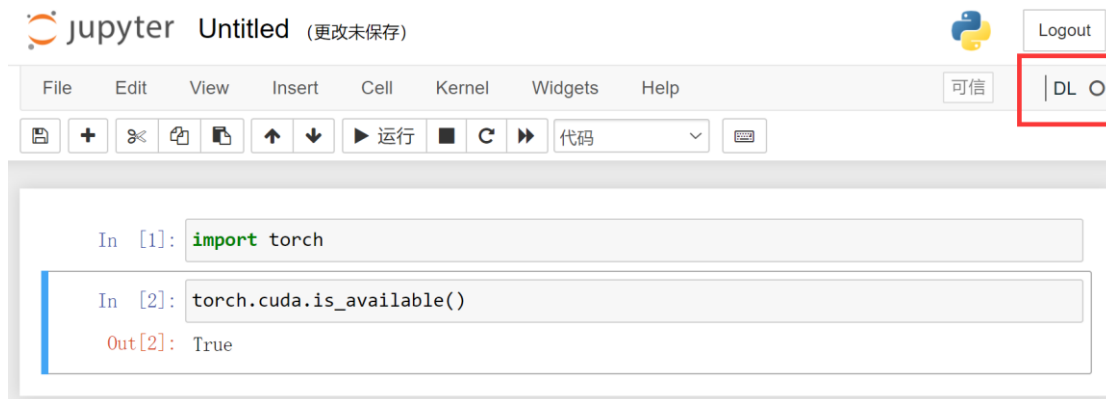 jupyter Untitled (更改未保存) Logout
File Edit View Insert Cell Kernel Widgets Help 可信 DL
运行 代码
In [1]: import torch
In [2]: torch.cuda.is_available()
Out[2]: True